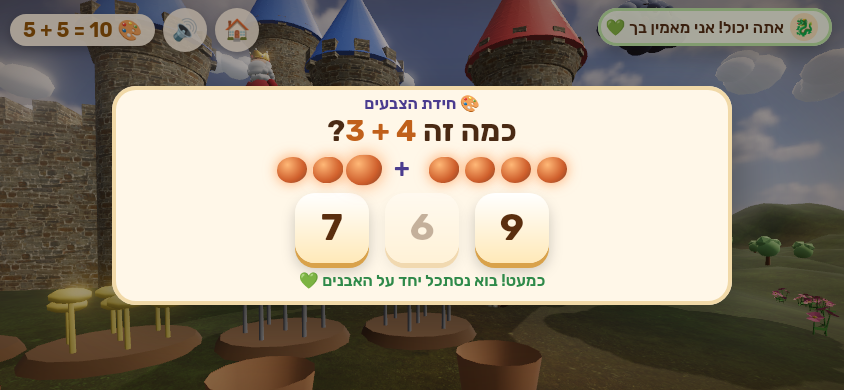 5 + 5 = 10
אתה יכול! אני מאמין בך
חידת הצבעים
כמה זה 4 + 3?
+
7 6 9
כמעט! בוא נסתכל יחד על האבנים